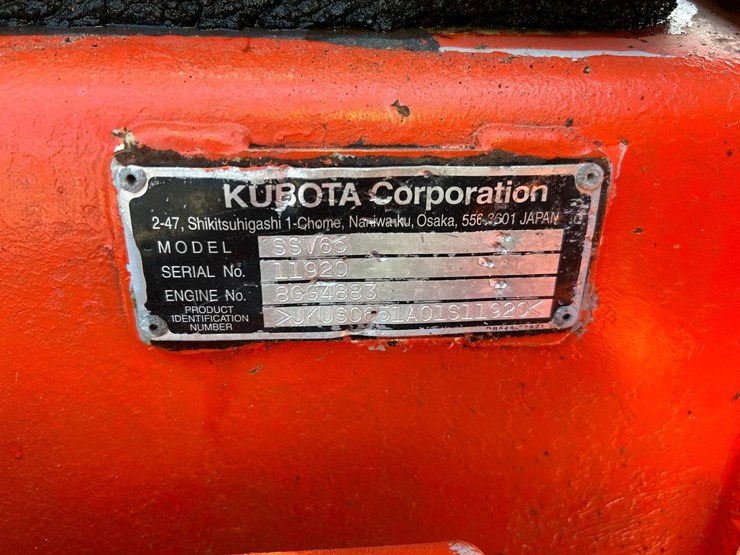 KUBOTA Corporation
2-47, Shikitsuhigashi 1-Chome, Naniwa-ku, Osaka, 556-8601 JAPAN
MODEL SSV65
SERIAL No. 11920
ENGINE No. 8GG4883
PRODUCT
IDENTIFICATION
NUMBER >JKUS0651A01S11920<